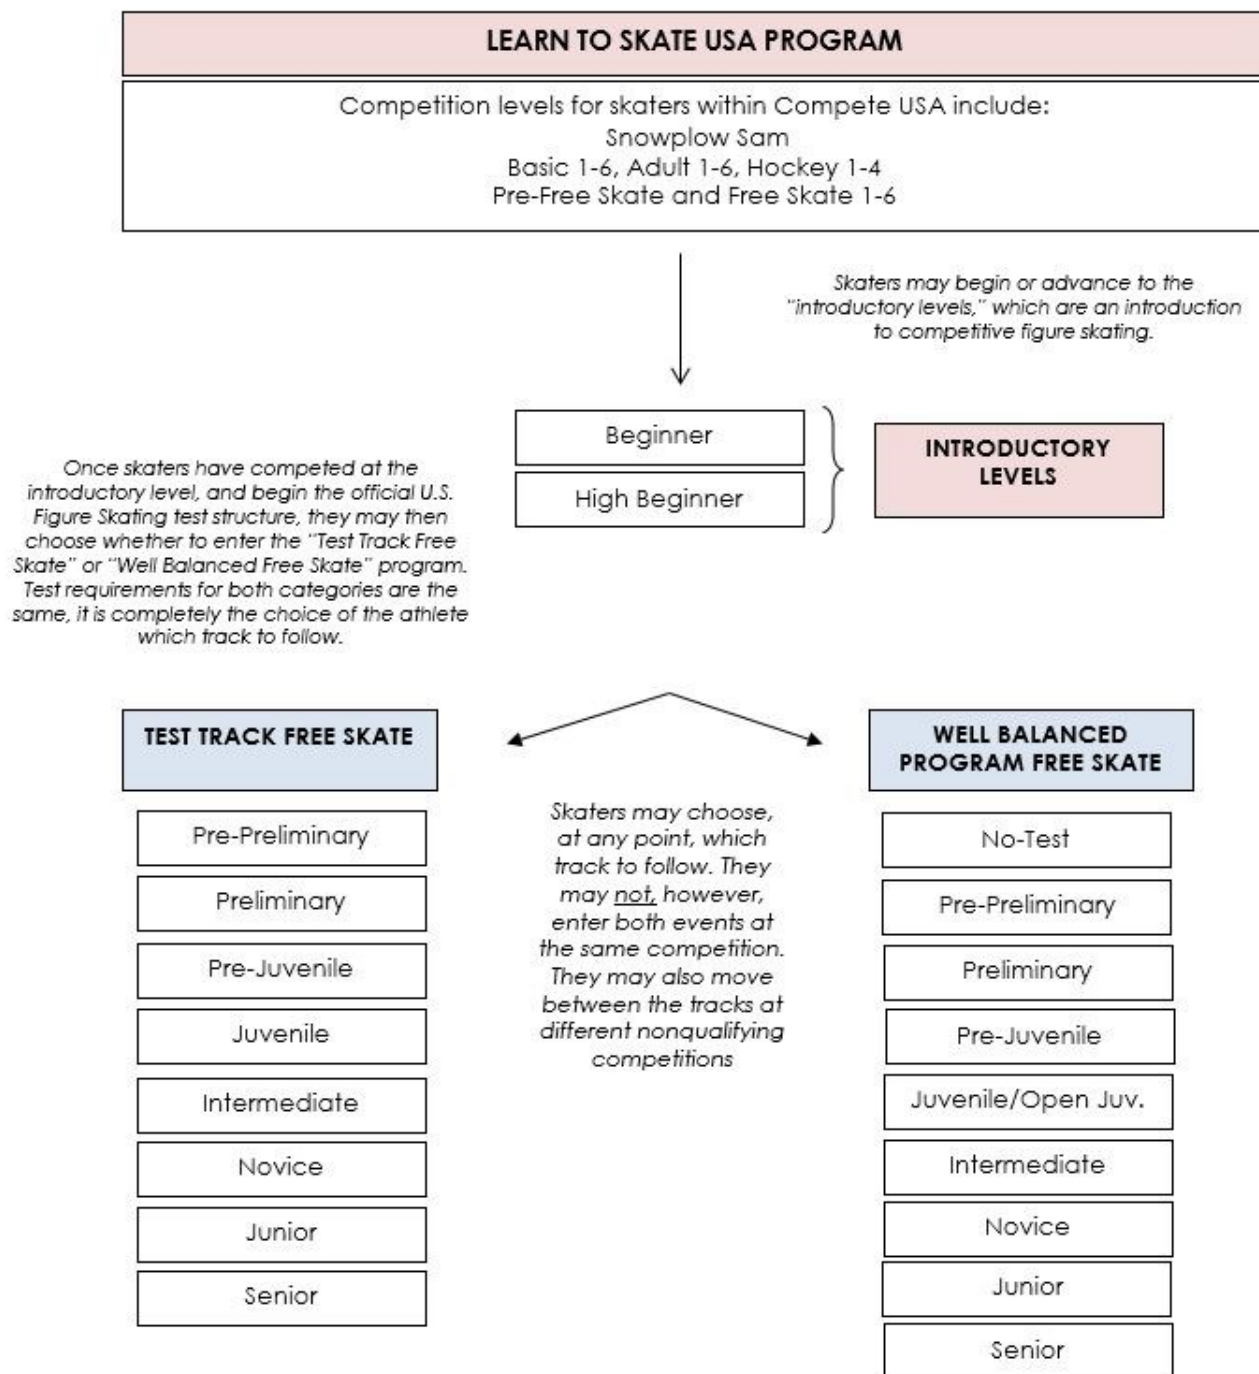 LEARN TO SKATE USA PROGRAM
Competition levels for skaters within Compete USA include:
Snowplow Sam
Basic 1-6, Adult 1-6, Hockey 1-4
Pre-Free Skate and Free Skate 1-6
Skaters may begin or advance to the
"introductory levels," which are an introduction
to competitive figure skating.
Beginner
High Beginner
INTRODUCTORY
LEVELS
Once skaters have competed at the
introductory level, and begin the official U.S.
Figure Skating test structure, they may then
choose whether to enter the "Test Track Free
Skate" or "Well Balanced Free Skate" program.
Test requirements for both categories are the
same, it is completely the choice of the athlete
which track to follow.
TEST TRACK FREE SKATE
Pre-Preliminary
Preliminary
Pre-Juvenile
Juvenile
Intermediate
Novice
Junior
Senior
Skaters may choose,
at any point, which
track to follow. They
may not, however,
enter both events at
the same competition.
They may also move
between the tracks at
different nonqualifying
competitions
WELL BALANCED
PROGRAM FREE SKATE
No-Test
Pre-Preliminary
Preliminary
Pre-Juvenile
Juvenile/Open Juv.
Intermediate
Novice
Junior
Senior